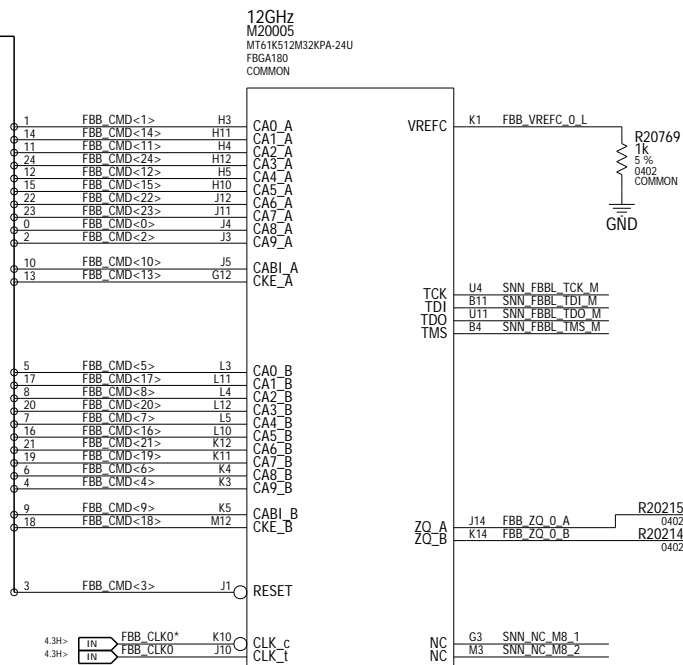 12GHz
M20005
MT61K512M32KPA-24U
FBGA180
COMMON
1 FBB_CMD<1> H3 CA0_A
14 FBB_CMD<14> H11 CA1_A
11 FBB_CMD<11> H4 CA2_A
24 FBB_CMD<24> H12 CA3_A
12 FBB_CMD<12> H5 CA4_A
15 FBB_CMD<15> H10 CA5_A
22 FBB_CMD<22> J12 CA6_A
23 FBB_CMD<23> J11 CA7_A
0 FBB_CMD<0> J4 CA8_A
2 FBB_CMD<2> J3 CA9_A
10 FBB_CMD<10> J5 CABI_A
13 FBB_CMD<13> G12 CKE_A
VREFC K1 FBB_VREFC_0_L
R20769
1k
5 %
0402
COMMON
GND
TCK U4 SNN_FBBL_TCK_M
TDI B11 SNN_FBBL_TDI_M
TDO U11 SNN_FBBL_TDO_M
TMS B4 SNN_FBBL_TMS_M
5 FBB_CMD<5> L3 CA0_B
17 FBB_CMD<17> L11 CA1_B
8 FBB_CMD<8> L4 CA2_B
20 FBB_CMD<20> L12 CA3_B
7 FBB_CMD<7> L5 CA4_B
16 FBB_CMD<16> L10 CA5_B
21 FBB_CMD<21> K12 CA6_B
19 FBB_CMD<19> K11 CA7_B
6 FBB_CMD<6> K4 CA8_B
4 FBB_CMD<4> K3 CA9_B
9 FBB_CMD<9> K5 CABI_B
18 FBB_CMD<18> M12 CKE_B
ZQ_A J14 FBB_ZQ_0_A R20215
0402
ZQ_B K14 FBB_ZQ_0_B R20214
0402
3 FBB_CMD<3> J1 RESET
4.3H> IN FBB_CLK0* K10 CLK_c
4.3H> IN FBB_CLK0 J10 CLK_t
NC G3 SNN_NC_M8_1
NC M3 SNN_NC_M8_2